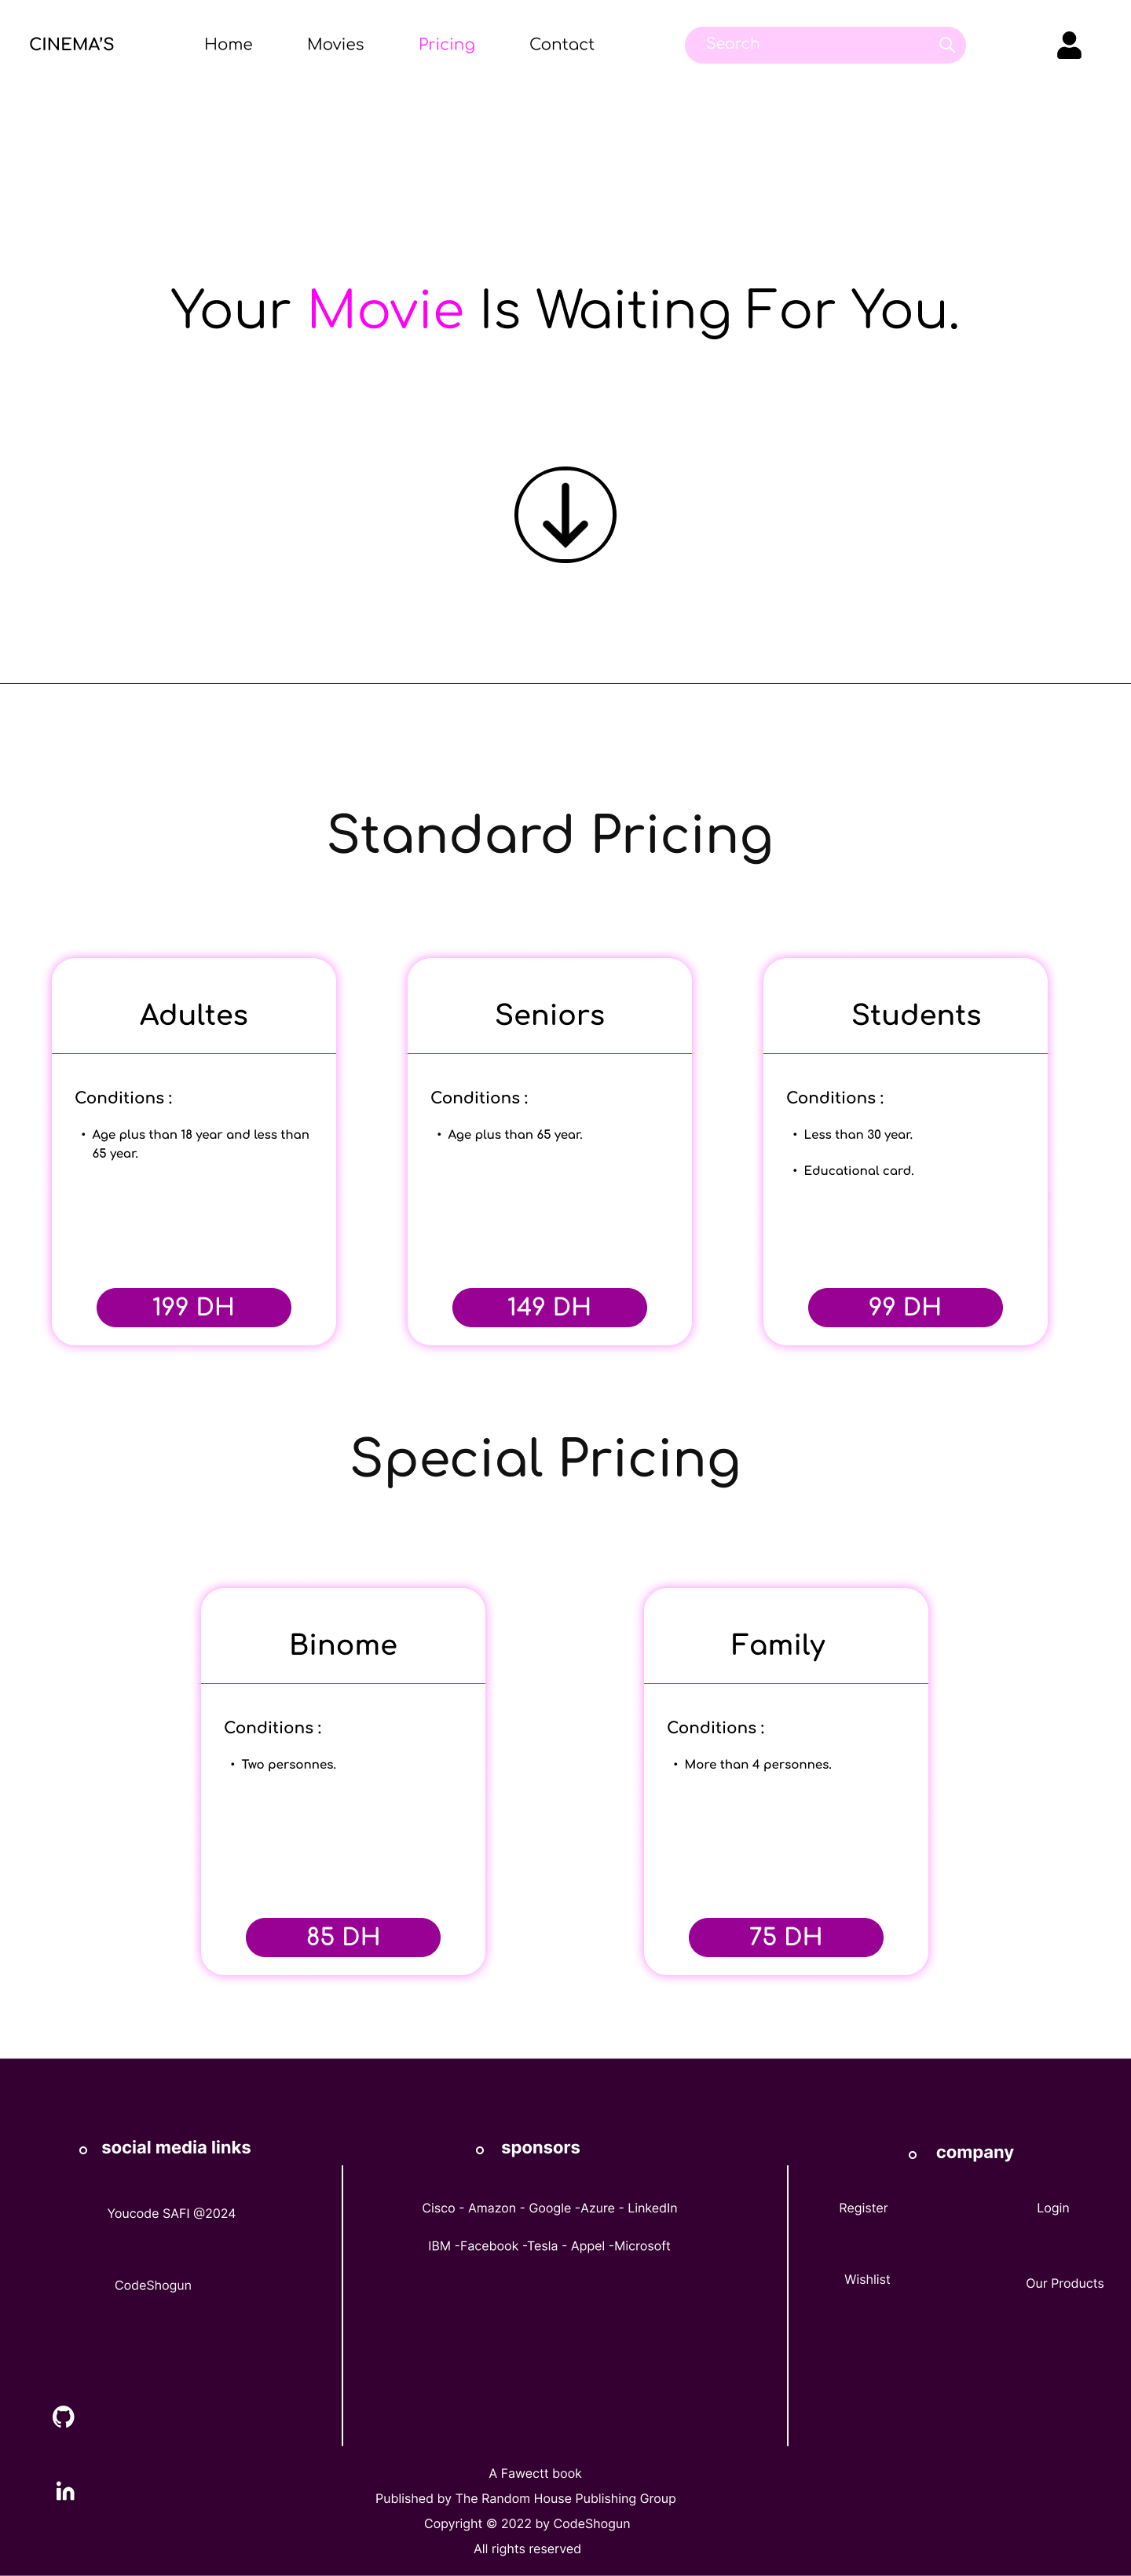 CINEMA’S
Home
Movies
Pricing
Contact
Search
Your Movie Is Waiting For You.
Standard Pricing
Adultes
Conditions :
• Age plus than 18 year and less than
65 year.
199 DH
Seniors
Conditions :
• Age plus than 65 year.
149 DH
Students
Conditions :
• Less than 30 year.
• Educational card.
99 DH
Special Pricing
Binome
Conditions :
• Two personnes.
85 DH
Family
Conditions :
• More than 4 personnes.
75 DH
social media links
Youcode SAFI @2024
CodeShogun
in
sponsors
Cisco - Amazon - Google -Azure - LinkedIn
IBM -Facebook -Tesla - Appel -Microsoft
company
Register
Login
Wishlist
Our Products
A Fawectt book
Published by The Random House Publishing Group
Copyright © 2022 by CodeShogun
All rights reserved